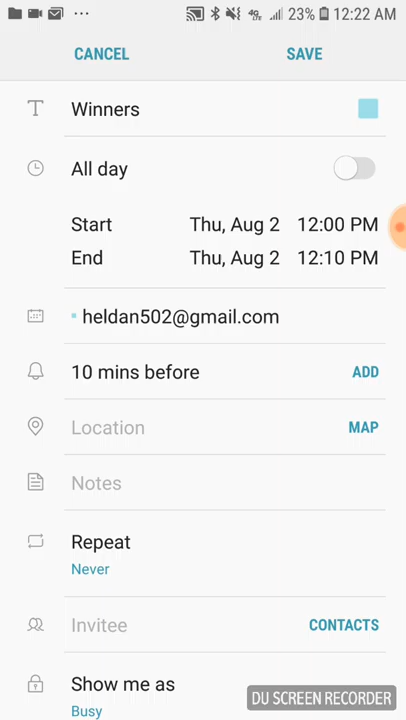 23% 12:22 AM
CANCEL SAVE
Winners
All day
Start Thu, Aug 2 12:00 PM
End Thu, Aug 2 12:10 PM
heldan502@gmail.com
10 mins before ADD
Location MAP
Notes
Repeat
Never
Invitee CONTACTS
Show me as
Busy
DU SCREEN RECORDER